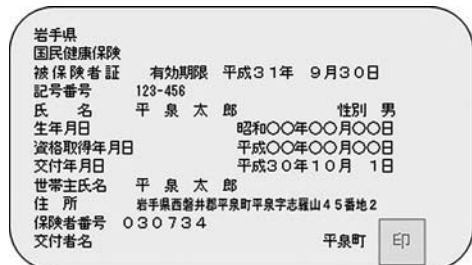 岩手県
国民健康保険
被保険者証 有効期限 平成31年 9月30日
記号番号 123-456
氏 名 平 泉 太 郎 性別 男
生年月日 昭和〇〇年〇〇月〇〇日
資格取得年月日 平成〇〇年〇〇月〇〇日
交付年月日 平成30年10月 1日
世帯主氏名 平 泉 太 郎
住 所 岩手県西磐井郡平泉町平泉字志羅山45番地2
保険者番号 030734
交付者名 平泉町 印